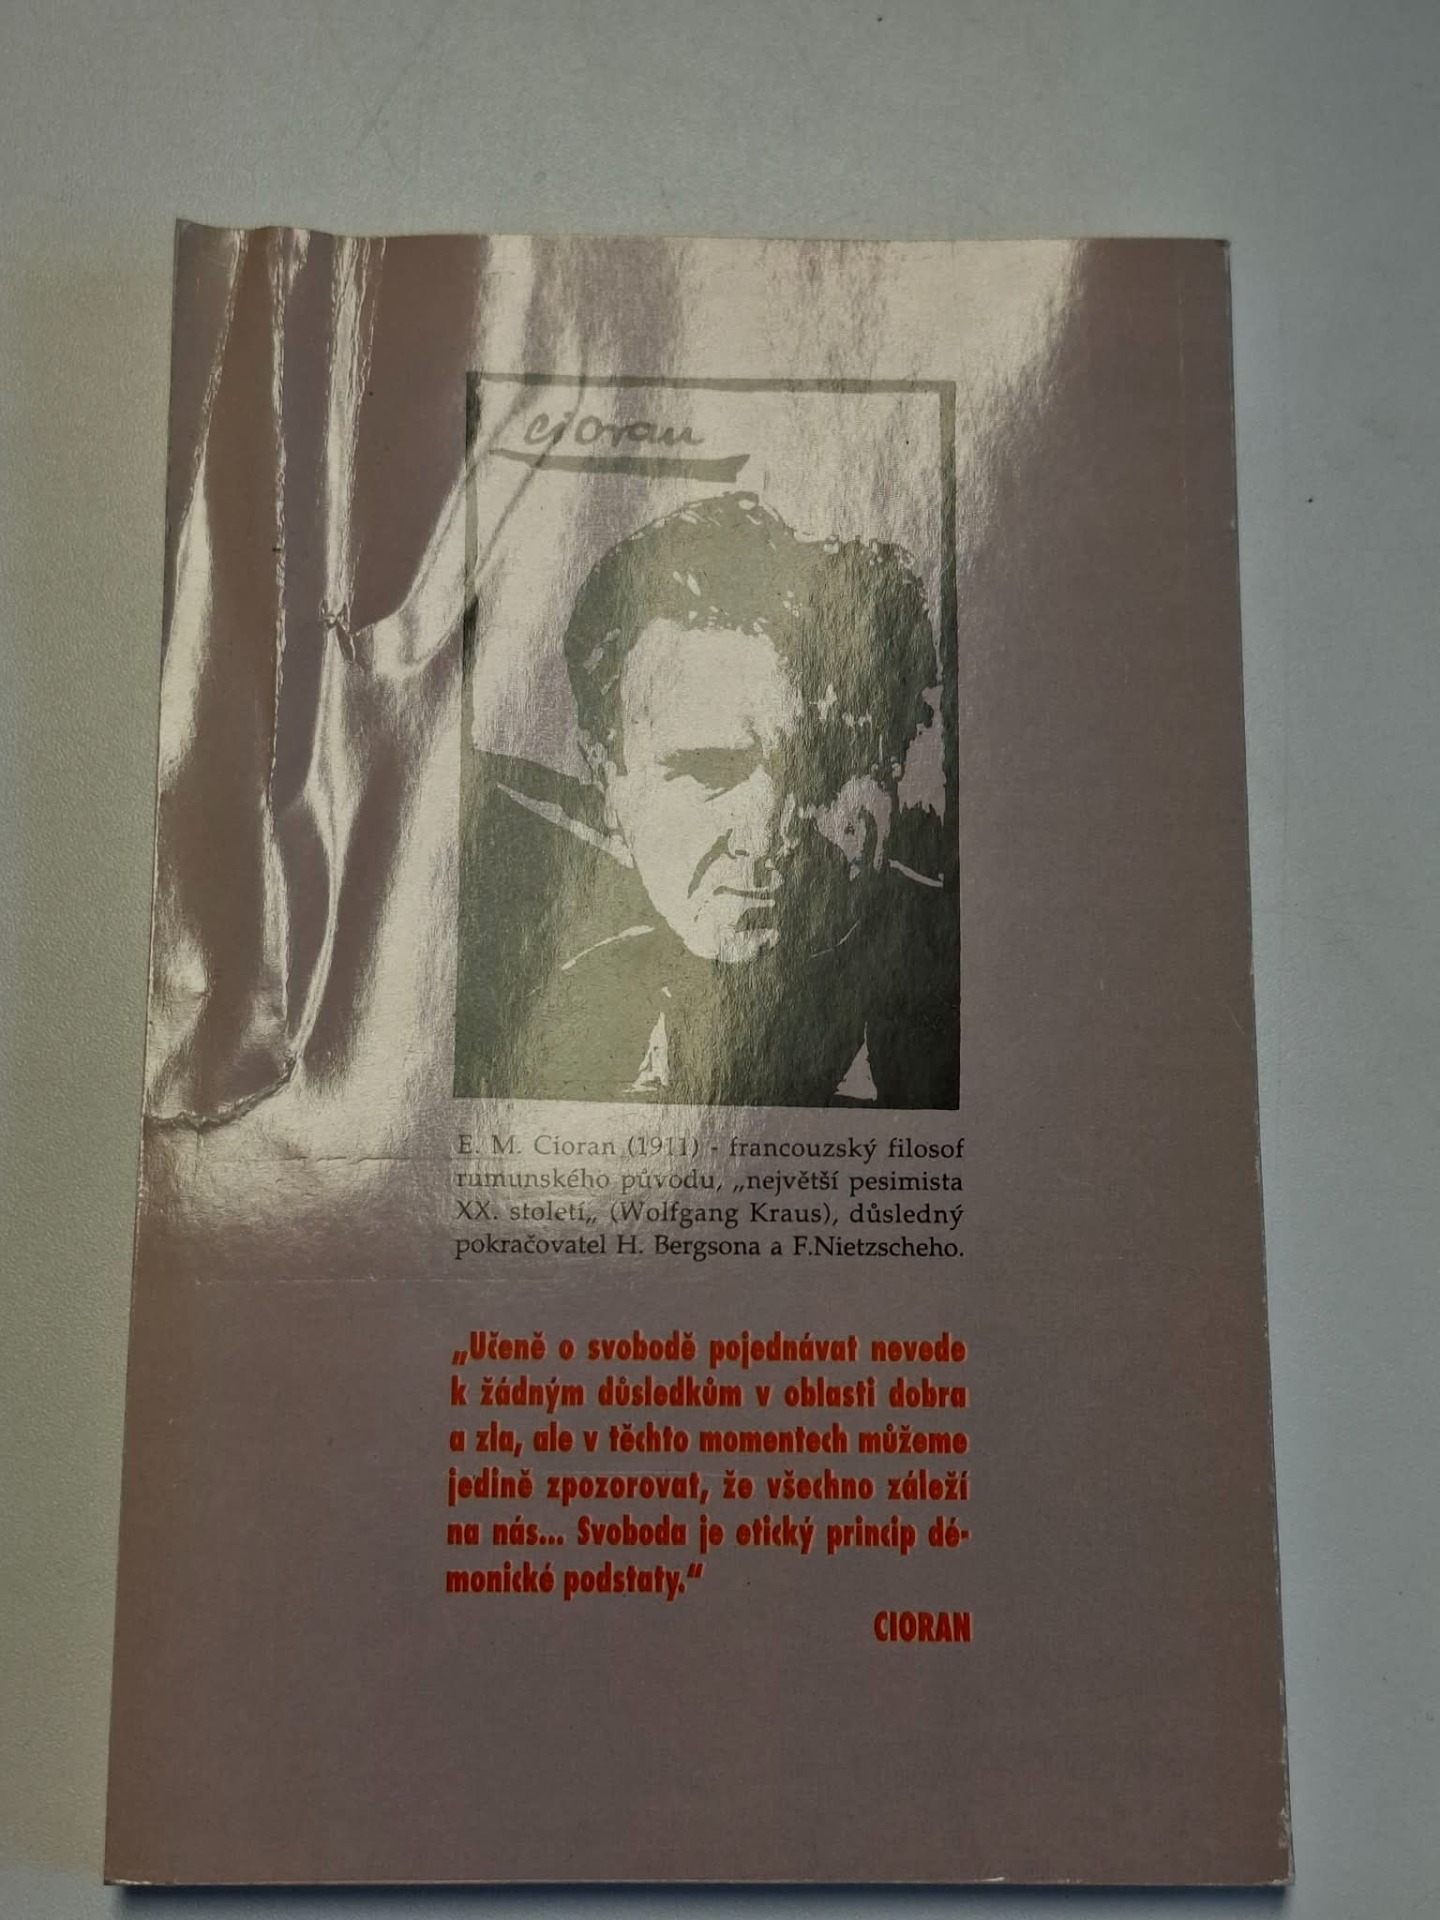 cioran
E. M. Cioran (1911) - francouzský filosof
rumunského původu, „největší pesimista
XX. století„ (Wolfgang Kraus), důsledný
pokračovatel H. Bergsona a F.Nietzscheho.
„Učeně o svobodě pojednávat nevede
k žádným důsledkům v oblasti dobra
a zla, ale v těchto momentech můžeme
jedině zpozorovat, že všechno záleží
na nás... Svoboda je etický princip dé-
monické podstaty.“
CIORAN